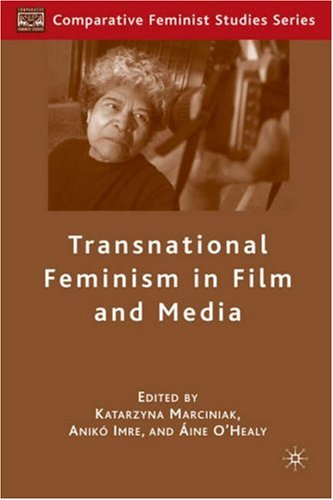 Comparative Feminist Studies Series
Transnational
Feminism in Film
and Media
Edited by
Katarzyna Marciniak,
Anikó Imre, and Áine O'Healy